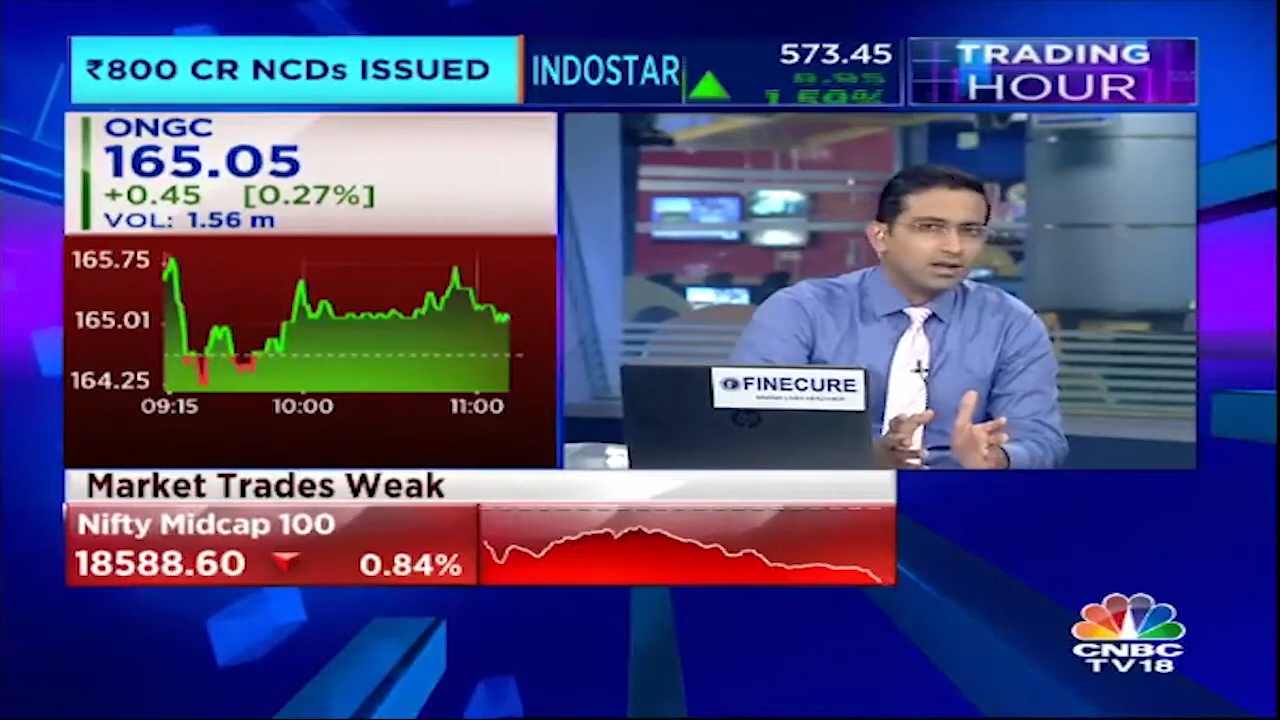 ₹800 CR NCDs ISSUED
INDOSTAR
573.45
TRADING
HOUR
ONGC
165.05
+0.45 [0.27%]
VOL: 1.56 m
165.75
165.01
164.25
09:15 10:00 11:00
FINECURE
hp
Market Trades Weak
Nifty Midcap 100
18588.60 0.84%
CNBC
TV18